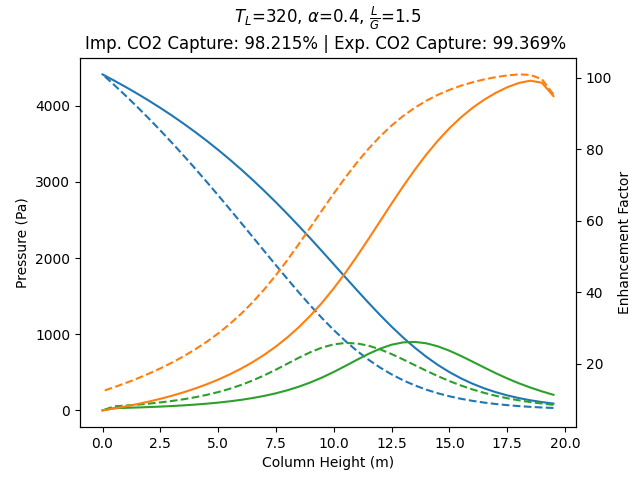 T_L=320, α=0.4, L/G=1.5
Imp. CO2 Capture: 98.215% | Exp. CO2 Capture: 99.369%
4000
3000
2000
1000
0
Pressure (Pa)
100
80
60
40
20
Enhancement Factor
0.0 2.5 5.0 7.5 10.0 12.5 15.0 17.5 20.0
Column Height (m)